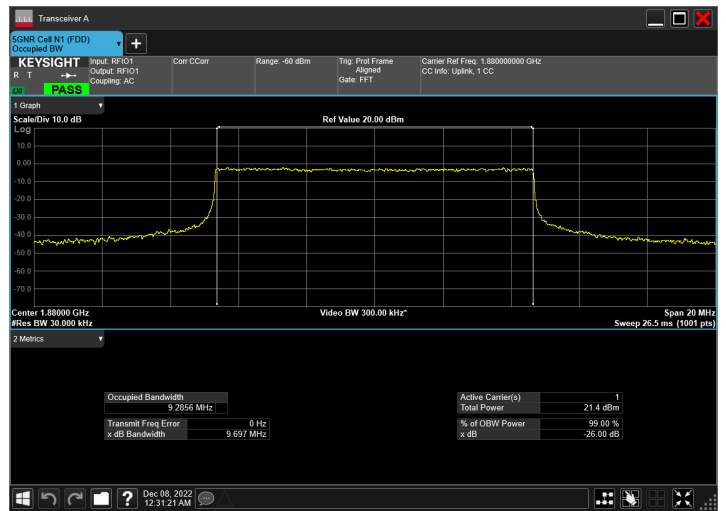 Transceiver A
5GNR Cell N1 (FDD)
Occupied BW
KEYSIGHT
R T
LXI
PASS
Input: RFIO1
Output: RFIO1
Coupling: AC
Corr CCorr
Range: -60 dBm
Trig: Prot Frame
Aligned
Gate: FFT
Carrier Ref Freq: 1.880000000 GHz
CC Info: Uplink, 1 CC
1 Graph
Scale/Div 10.0 dB
Ref Value 20.00 dBm
Log
10.0
0.00
-10.0
-20.0
-30.0
-40.0
-50.0
-60.0
-70.0
Center 1.88000 GHz
Video BW 300.00 kHz*
Span 20 MHz
#Res BW 30.000 kHz
Sweep 26.5 ms (1001 pts)
2 Metrics
Occupied Bandwidth
9.2856 MHz
Transmit Freq Error 0 Hz
x dB Bandwidth 9.697 MHz
Active Carrier(s) 1
Total Power 21.4 dBm
% of OBW Power 99.00 %
x dB -26.00 dB
?
Dec 08, 2022
12:31:21 AM